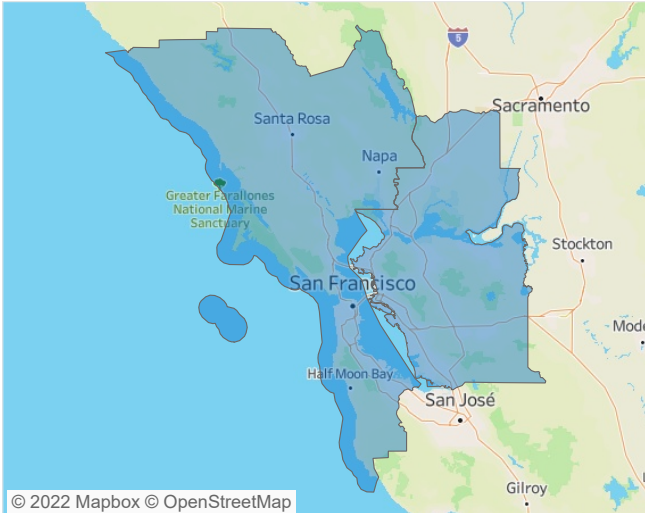 5
Sacramento
Santa Rosa
Napa
Greater Farallones
National Marine
Sanctuary
Stockton
San Francisco
Mode
Half Moon Bay
San José
Gilroy
© 2022 Mapbox © OpenStreetMap